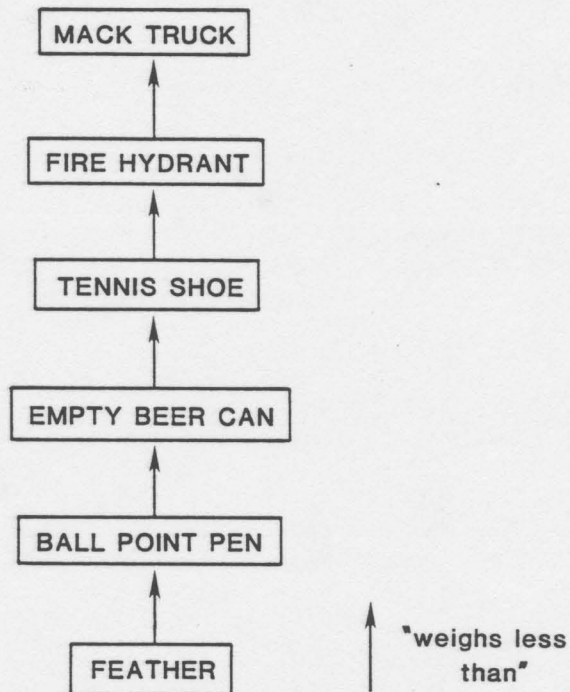 MACK TRUCK
FIRE HYDRANT
TENNIS SHOE
EMPTY BEER CAN
BALL POINT PEN
FEATHER
"weighs less
than"